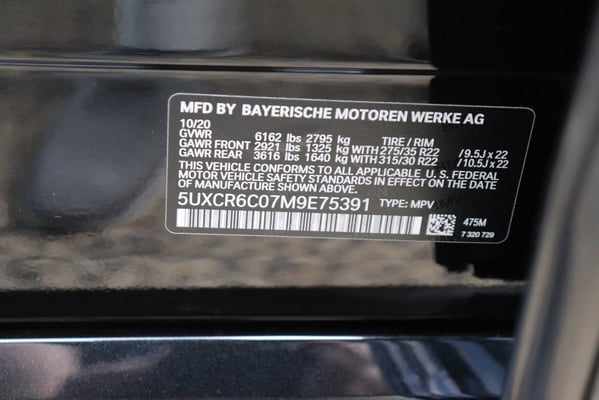 MFD BY BAYERISCHE MOTOREN WERKE AG
10/20
GVWR 6162 lbs 2795 kg TIRE / RIM
GAWR FRONT 2921 lbs 1325 kg WITH 275/35 R22 /9.5J x 22
GAWR REAR 3616 lbs 1640 kg WITH 315/30 R22 /10.5J x 22
THIS VEHICLE CONFORMS TO ALL APPLICABLE U. S. FEDERAL
MOTOR VEHICLE SAFETY STANDARDS IN EFFECT ON THE DATE
OF MANUFACTURE SHOWN ABOVE.
5UXCR6C07M9E75391 TYPE: MPV
475M
7 320 729